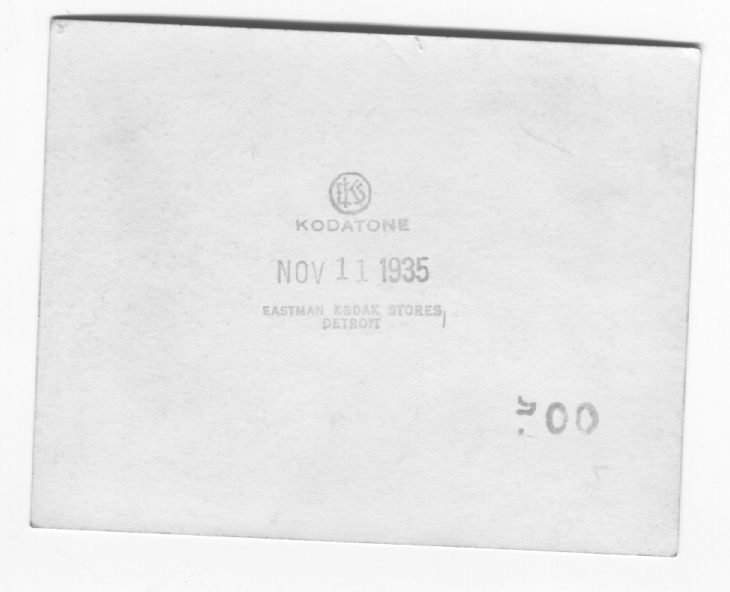 EKS
KODATONE
NOV 11 1935
EASTMAN KODAK STORES
DETROIT
00